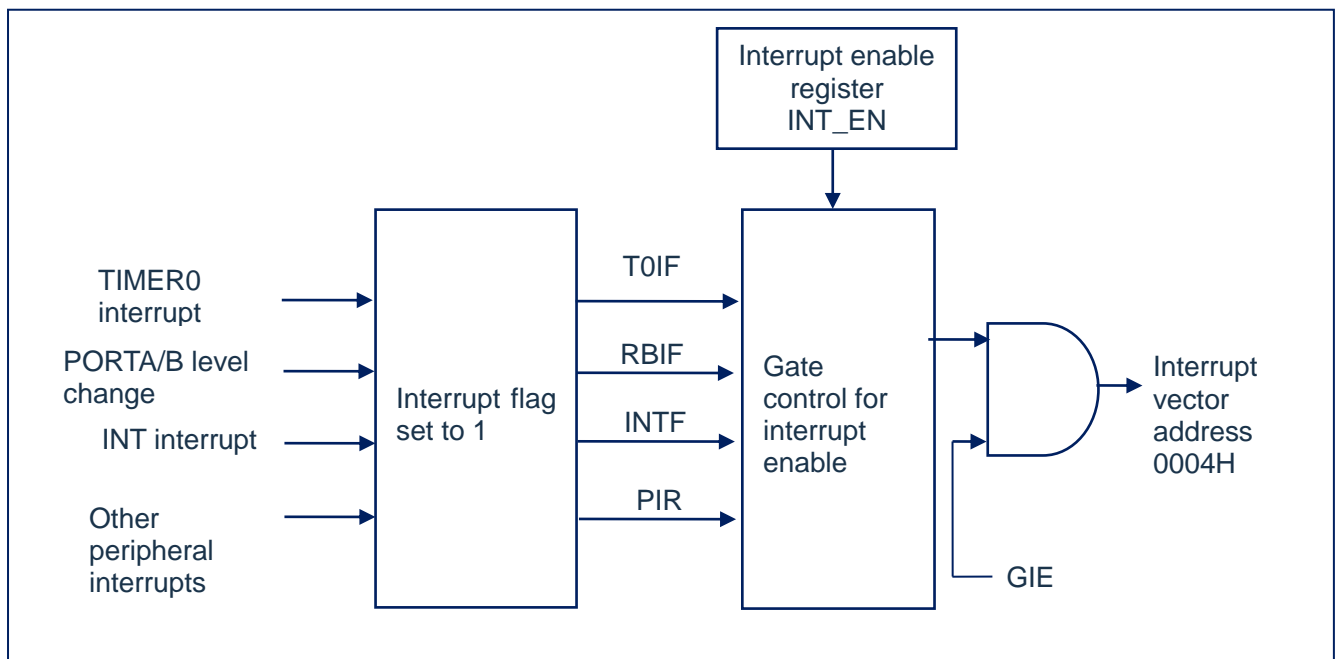 Interrupt enable
register
INT_EN
TIMER0
interrupt
PORTA/B level
change
INT interrupt
Other
peripheral
interrupts
Interrupt flag
set to 1
T0IF
RBIF
INTF
PIR
Gate
control for
interrupt
enable
Interrupt
vector
address
0004H
GIE